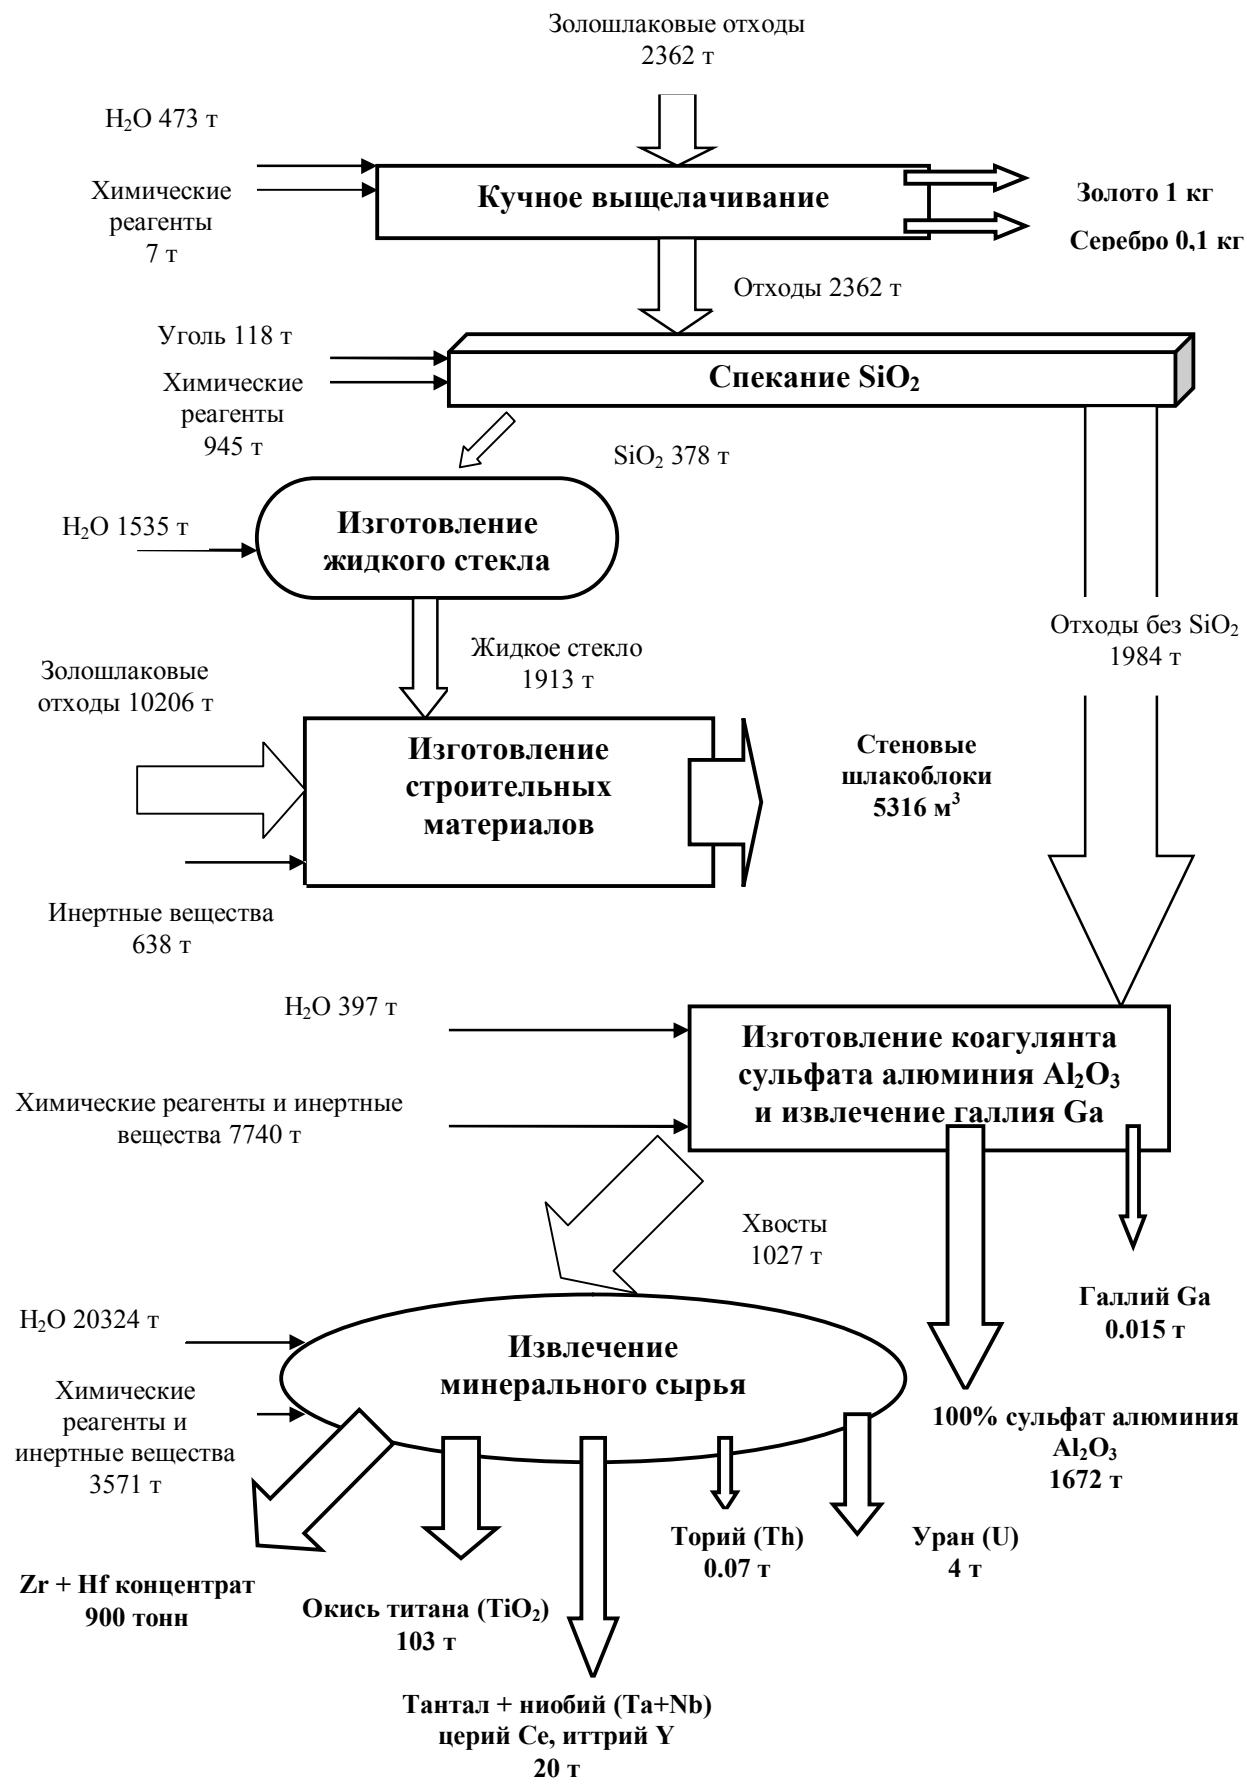 Золошлаковые отходы
2362 т
H₂O 473 т
Химические
реагенты
7 т
Кучное выщелачивание
Золото 1 кг
Серебро 0,1 кг
Отходы 2362 т
Уголь 118 т
Химические
реагенты
945 т
Спекание SiO₂
SiO₂ 378 т
H₂O 1535 т
Изготовление
жидкого стекла
Отходы без SiO₂
1984 т
Жидкое стекло
1913 т
Золошлаковые
отходы 10206 т
Изготовление
строительных
материалов
Стеновые
шлакоблоки
5316 м³
Инертные вещества
638 т
H₂O 397 т
Изготовление коагулянта
сульфата алюминия Al₂O₃
и извлечение галлия Ga
Химические реагенты и инертные
вещества 7740 т
Хвосты
1027 т
Галлий Ga
0.015 т
H₂O 20324 т
Извлечение
минерального сырья
Химические
реагенты и
инертные вещества
3571 т
100% сульфат алюминия
Al₂O₃
1672 т
Торий (Th)
0.07 т
Уран (U)
4 т
Zr + Hf концентрат
900 тонн
Окись титана (TiO₂)
103 т
Тантал + ниобий (Ta+Nb)
церий Ce, иттрий Y
20 т